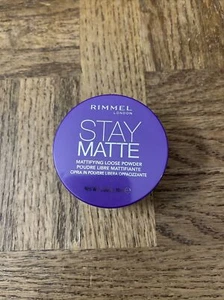 RIMMEL
LONDON
STAY
MATTE
MATTIFYING LOOSE POWDER
POUDRE LIBRE MATIFIANTE
CIPRIA IN POLVERE LIBERA OPACIZZANTE